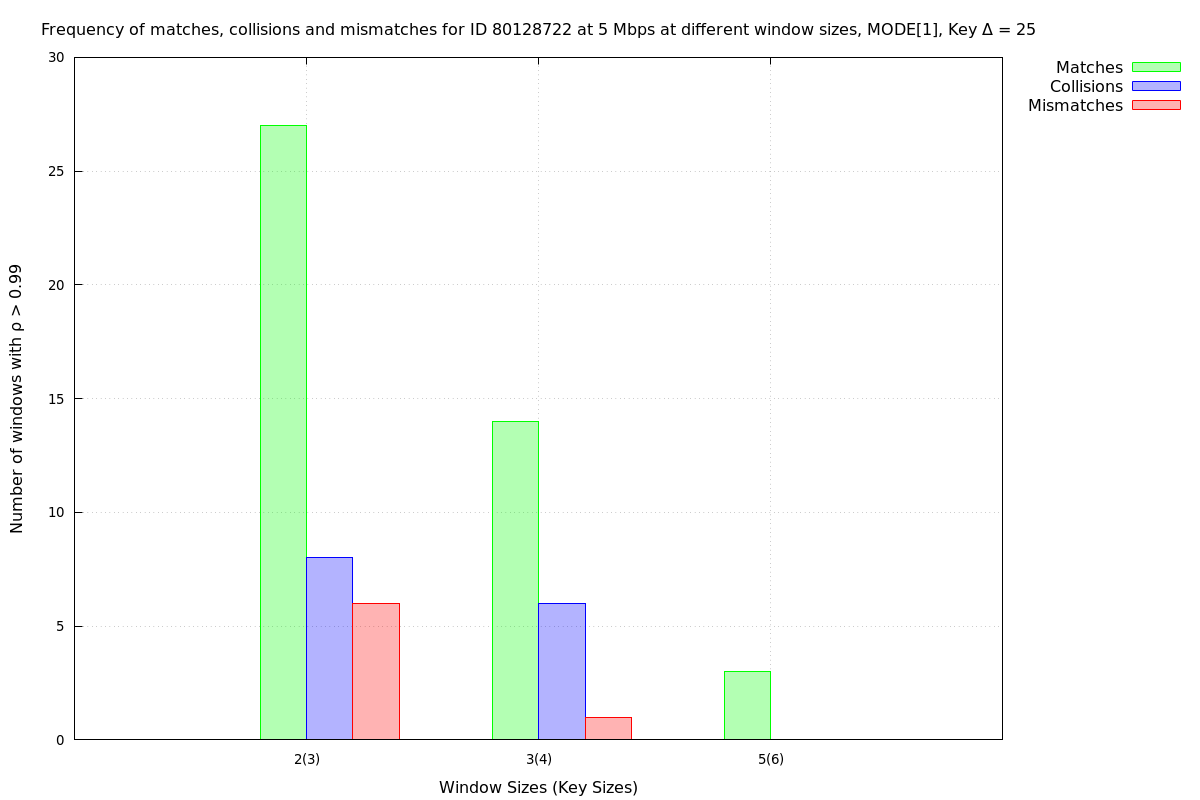 Frequency of matches, collisions and mismatches for ID 80128722 at 5 Mbps at different window sizes, MODE[1], Key Δ = 25
Matches
Collisions
Mismatches
Number of windows with ρ > 0.99
30
25
20
15
10
5
0
2(3)
3(4)
5(6)
Window Sizes (Key Sizes)